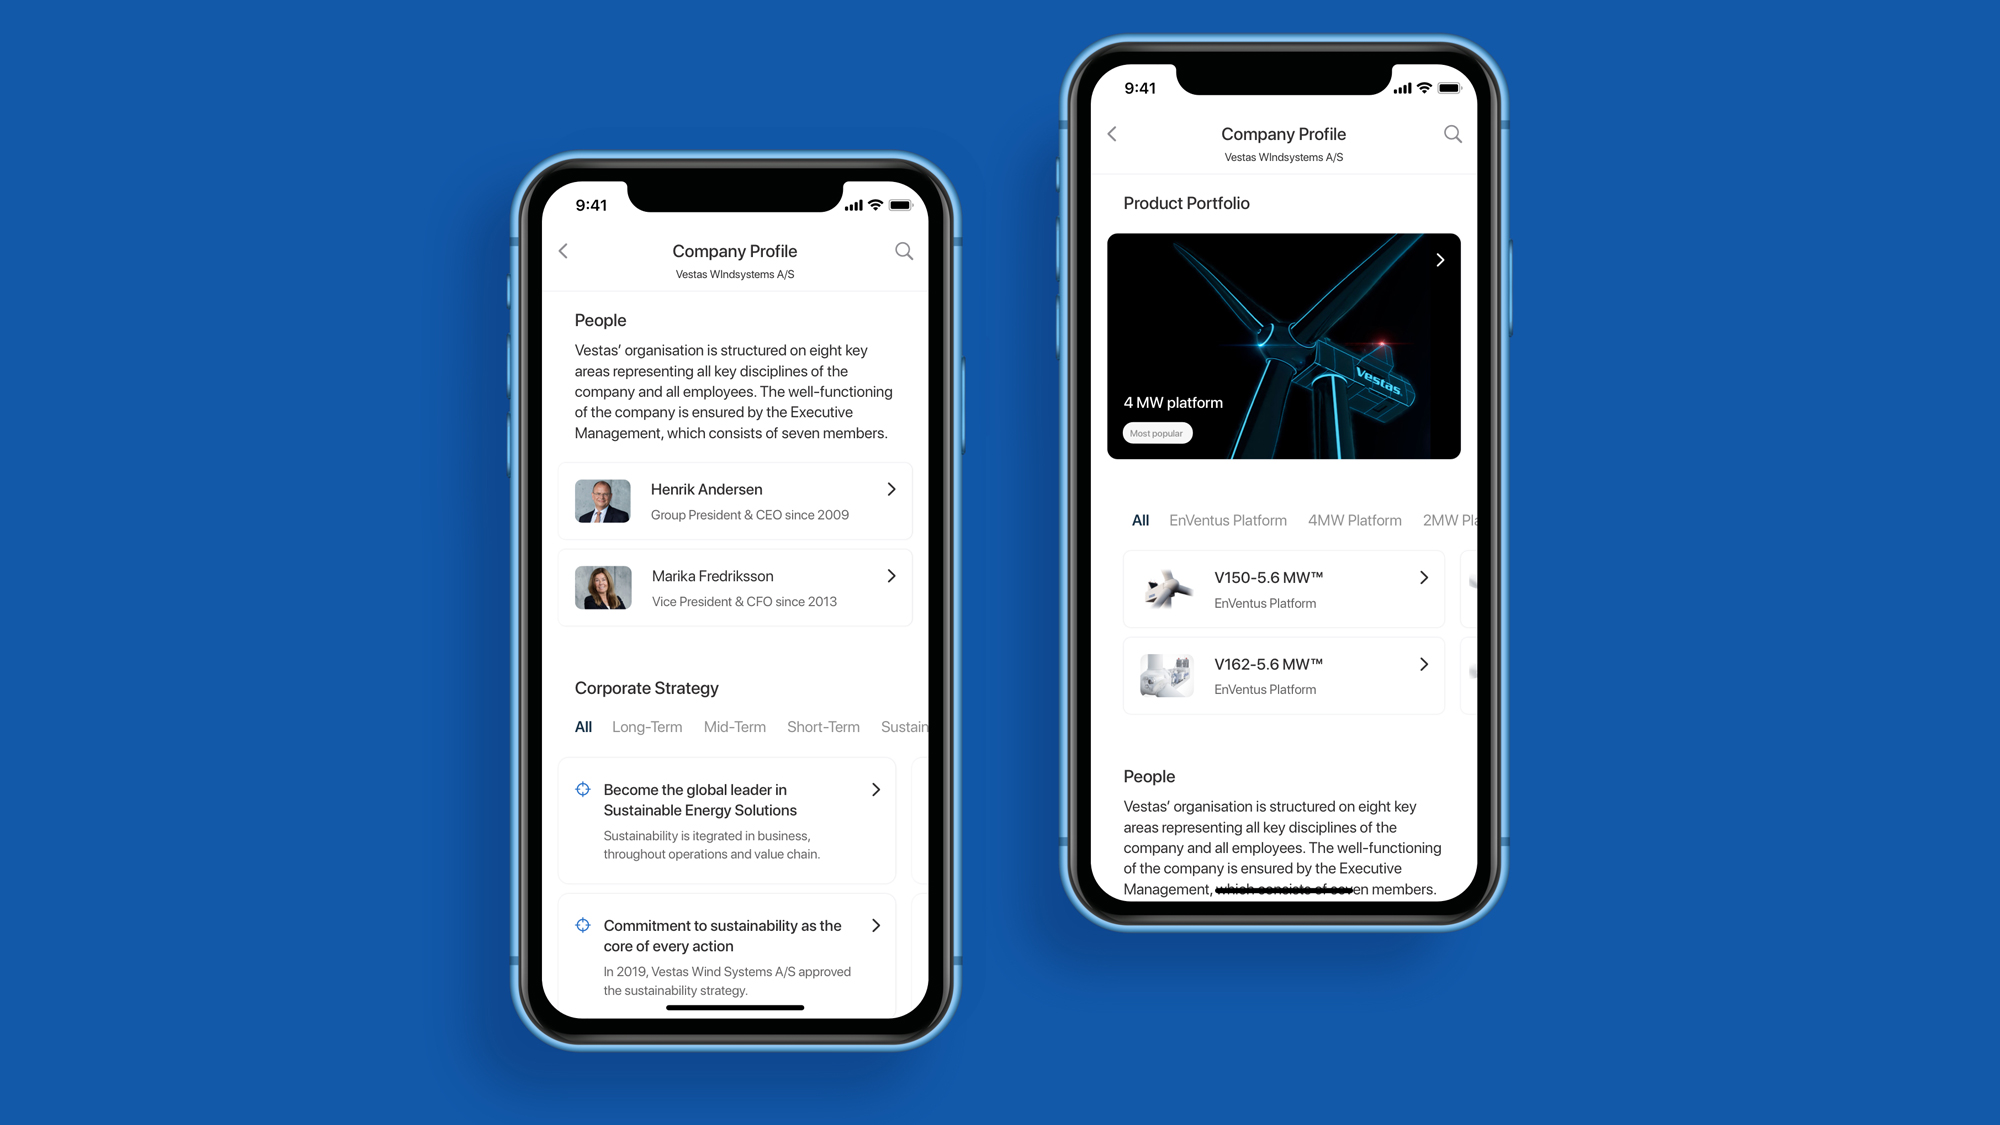 9:41
Company Profile
Vestas WIndsystems A/S
People
Vestas’ organisation is structured on eight key
areas representing all key disciplines of the
company and all employees. The well-functioning
of the company is ensured by the Executive
Management, which consists of seven members.
Henrik Andersen
Group President & CEO since 2009
Marika Fredriksson
Vice President & CFO since 2013
Corporate Strategy
All Long-Term Mid-Term Short-Term Sustain
Become the global leader in
Sustainable Energy Solutions
Sustainability is itegrated in business,
throughout operations and value chain.
Commitment to sustainability as the
core of every action
In 2019, Vestas Wind Systems A/S approved
the sustainability strategy.
9:41
Company Profile
Vestas WIndsystems A/S
Product Portfolio
Vestas
4 MW platform
Most popular
All EnVentus Platform 4MW Platform 2MW Pla
V150-5.6 MW™
EnVentus Platform
V162-5.6 MW™
EnVentus Platform
People
Vestas’ organisation is structured on eight key
areas representing all key disciplines of the
company and all employees. The well-functioning
of the company is ensured by the Executive
Management, which consists of seven members.